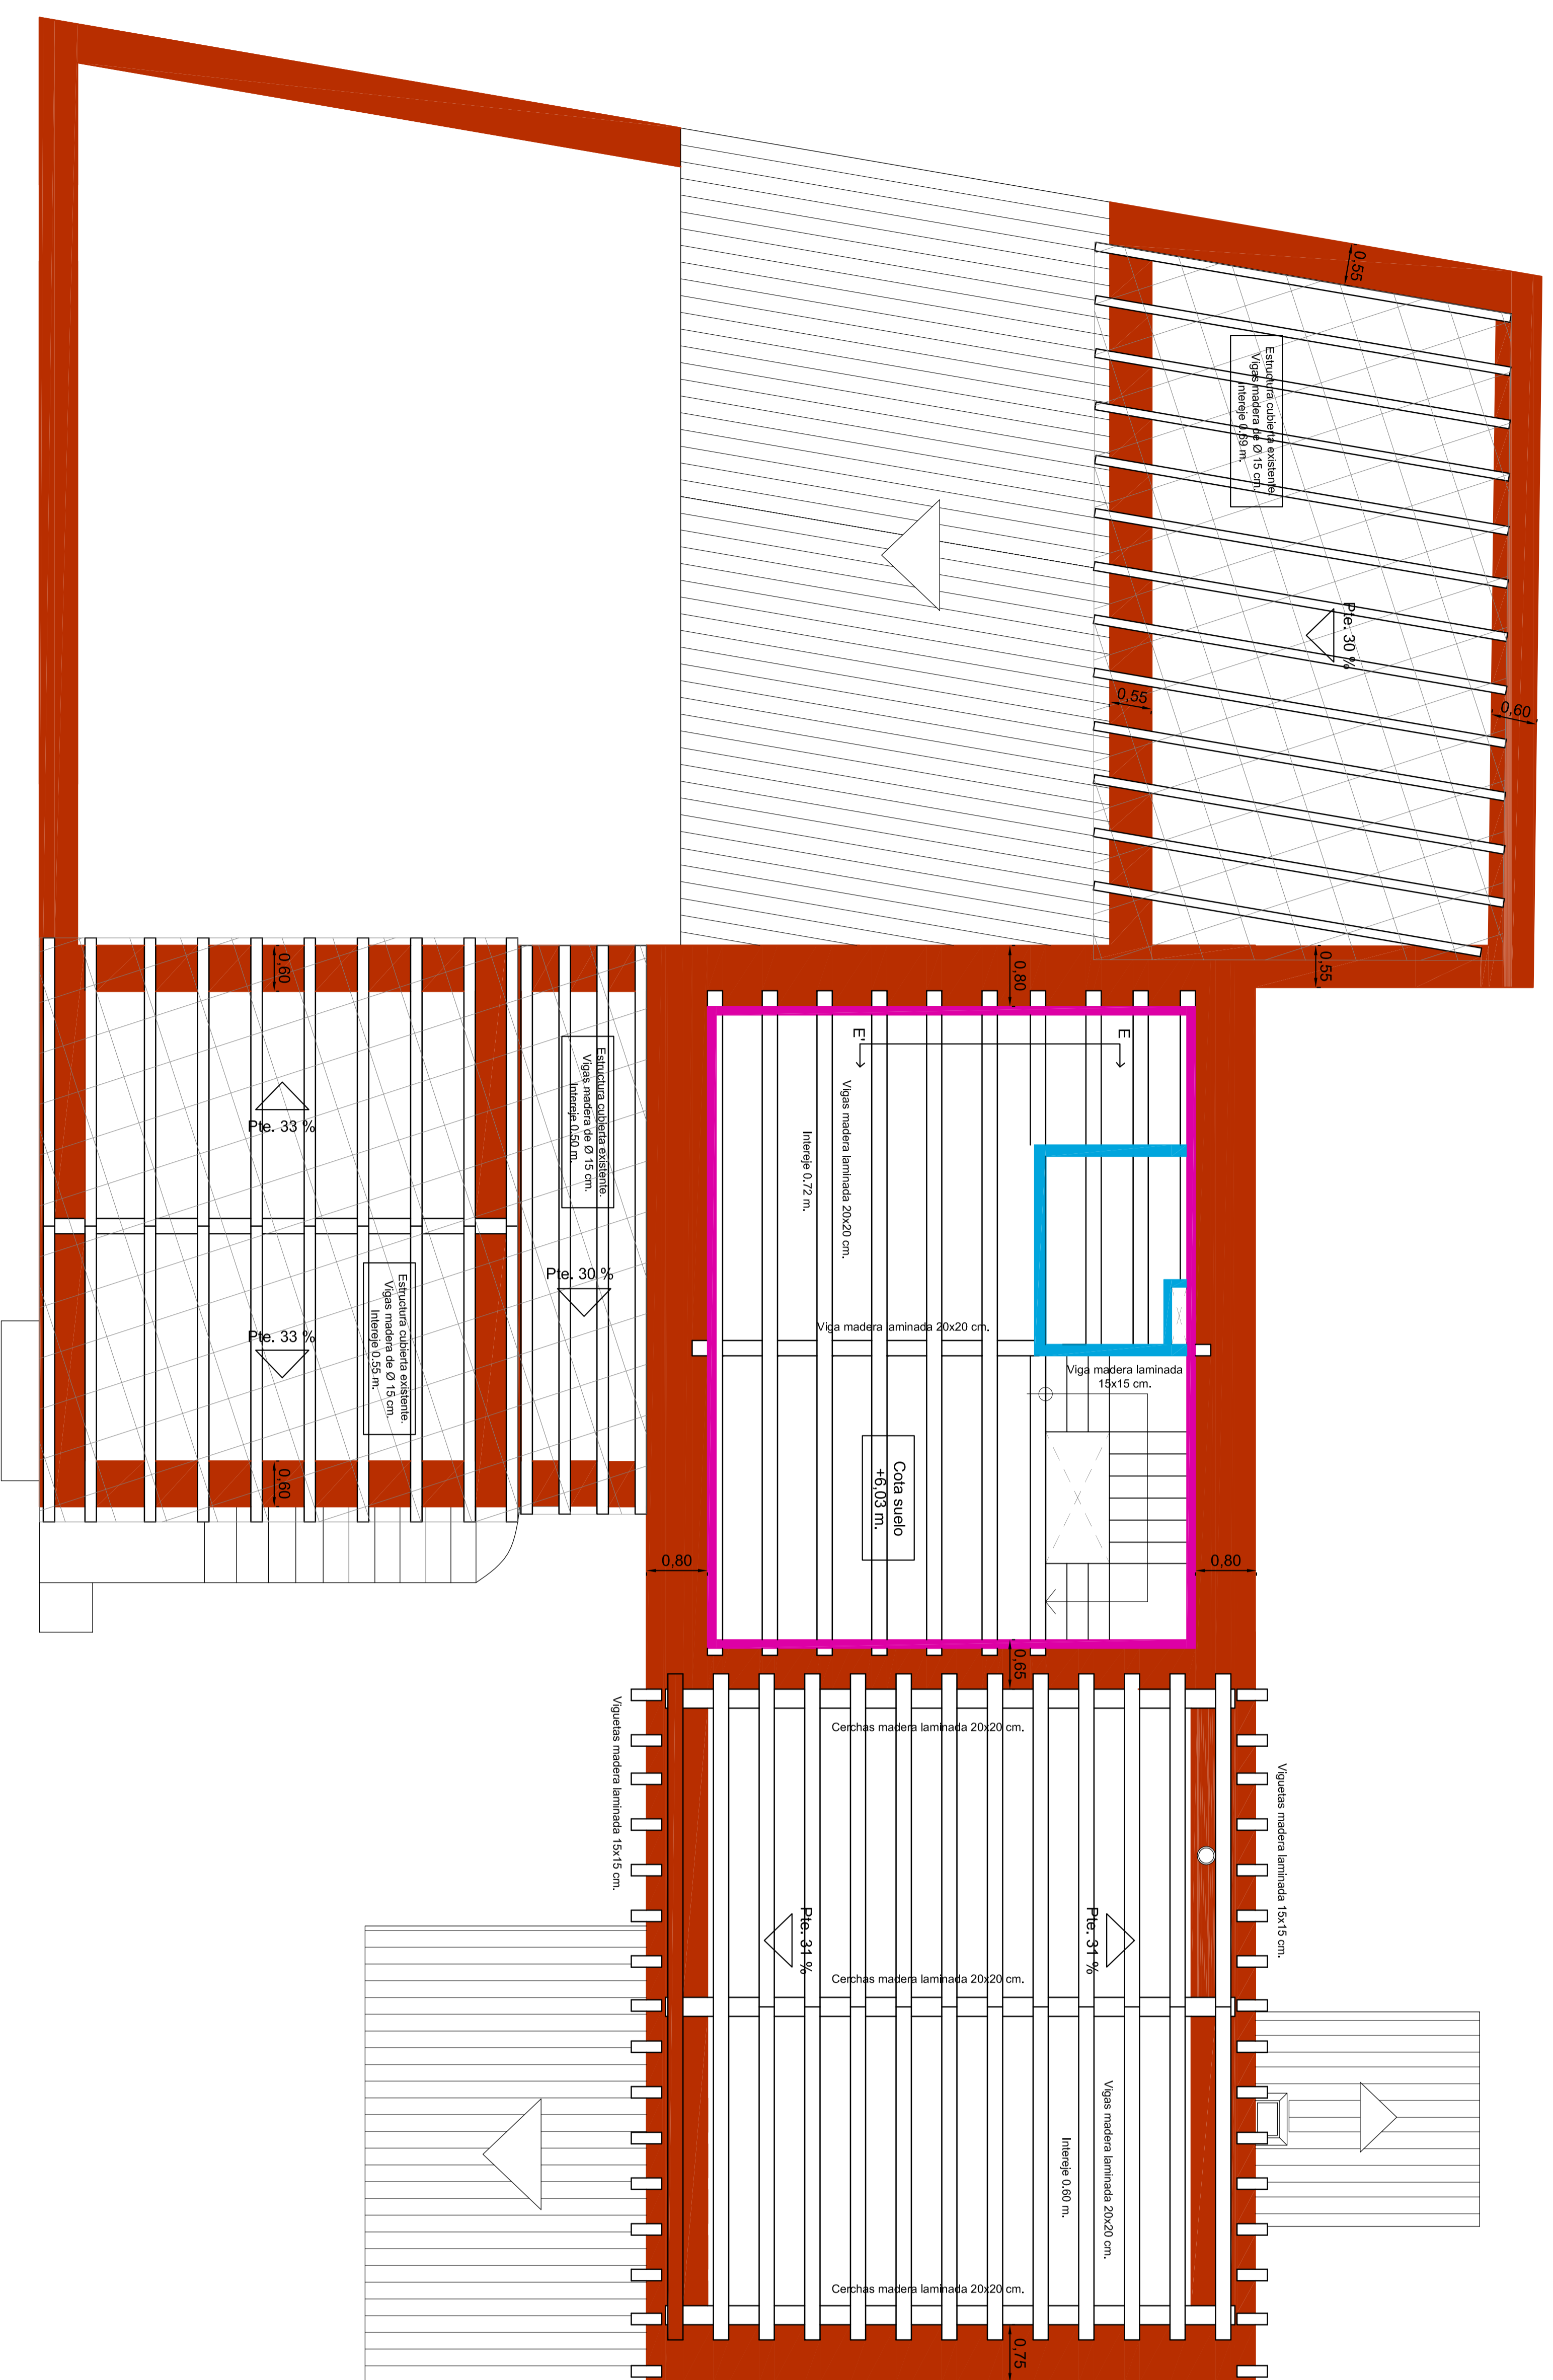 0,55
Estructura cubierta existente.
Vigas madera de Ø 15 cm.
Intereje 0.69 m.
Pte. 30 %
0,55
0,60
0,60
0,80
0,55
E'
E
Estructura cubierta existente.
Vigas madera de Ø 15 cm.
Intereje 0.50 m.
Vigas madera laminada 20x20 cm.
Intereje 0.72 m.
Pte. 33 %
Pte. 30 %
Pte. 33 %
Estructura cubierta existente.
Vigas madera de Ø 15 cm.
Intereje 0.55 m.
Viga madera laminada 20x20 cm.
Viga madera laminada
15x15 cm.
Cota suelo
+6,03 m.
0,60
0,80
0,80
0,65
Viguetas madera laminada 15x15 cm.
Cerchas madera laminada 20x20 cm.
Viguetas madera laminada 15x15 cm.
Pte. 31 %
Pte. 31 %
Cerchas madera laminada 20x20 cm.
Vigas madera laminada 20x20 cm.
Intereje 0.60 m.
Cerchas madera laminada 20x20 cm.
0,75